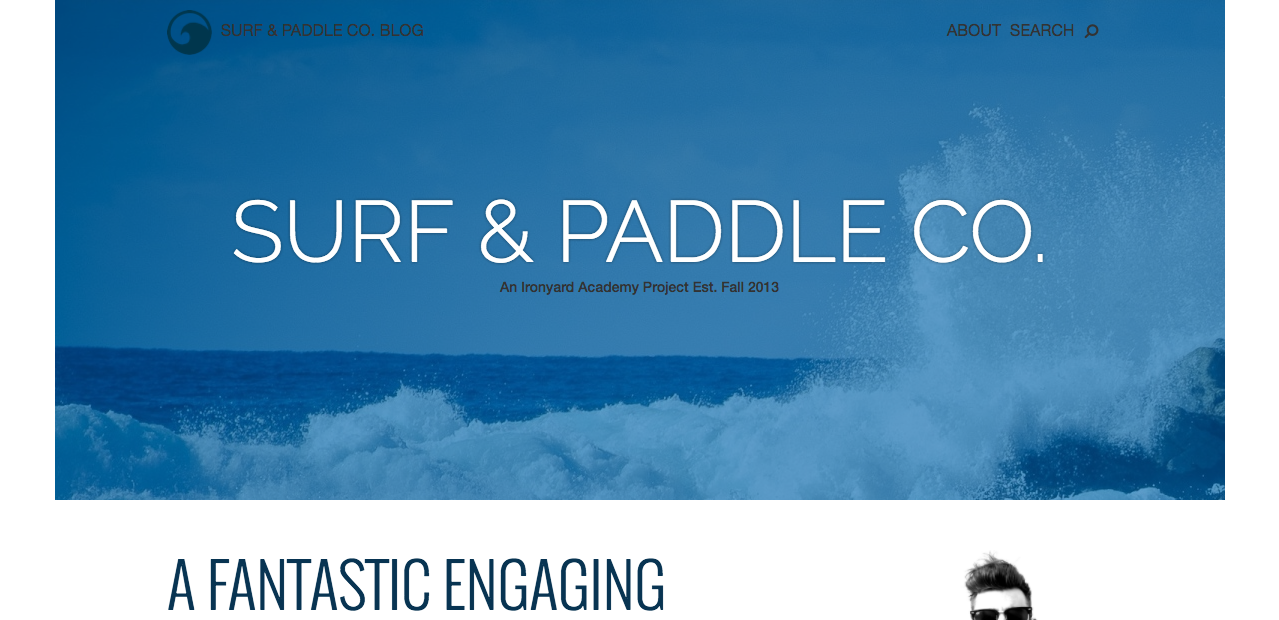 SURF & PADDLE CO. BLOG
ABOUT SEARCH
SURF & PADDLE CO.
An Ironyard Academy Project Est. Fall 2013
A FANTASTIC ENGAGING